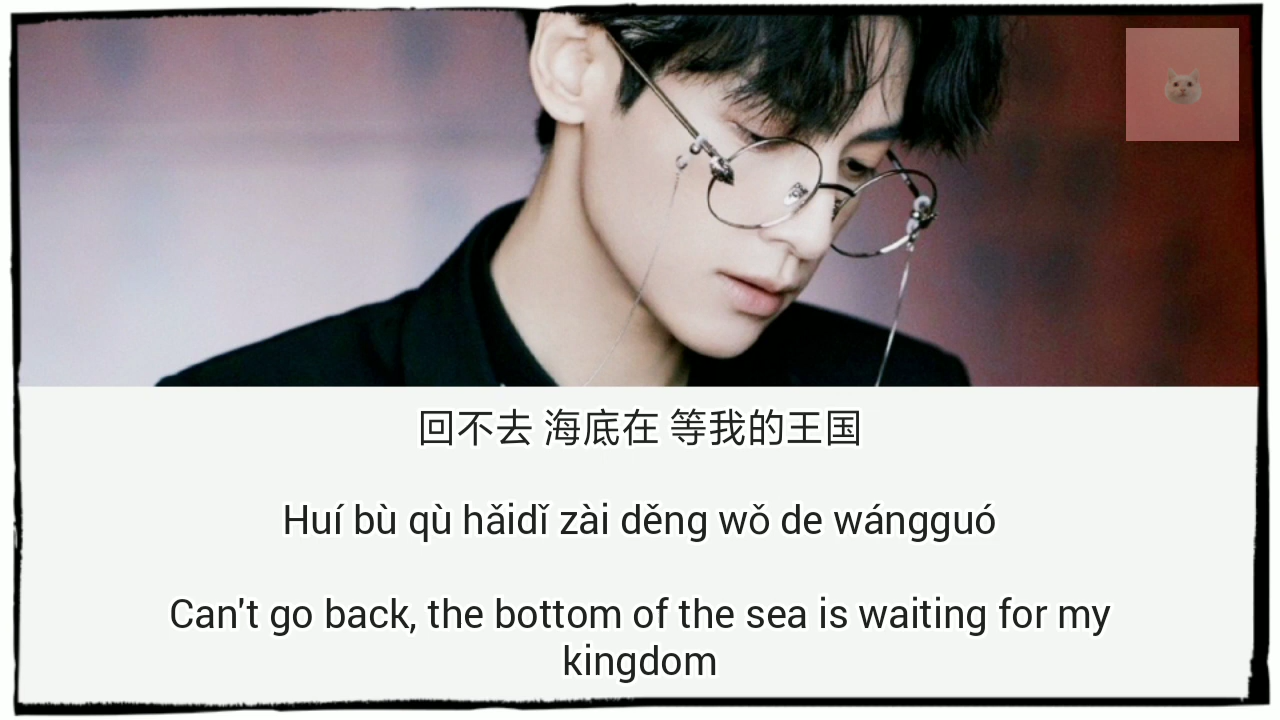 回不去 海底在 等我的王国
Huí bù qù hǎidǐ zài děng wǒ de wángguó
Can't go back, the bottom of the sea is waiting for my
kingdom